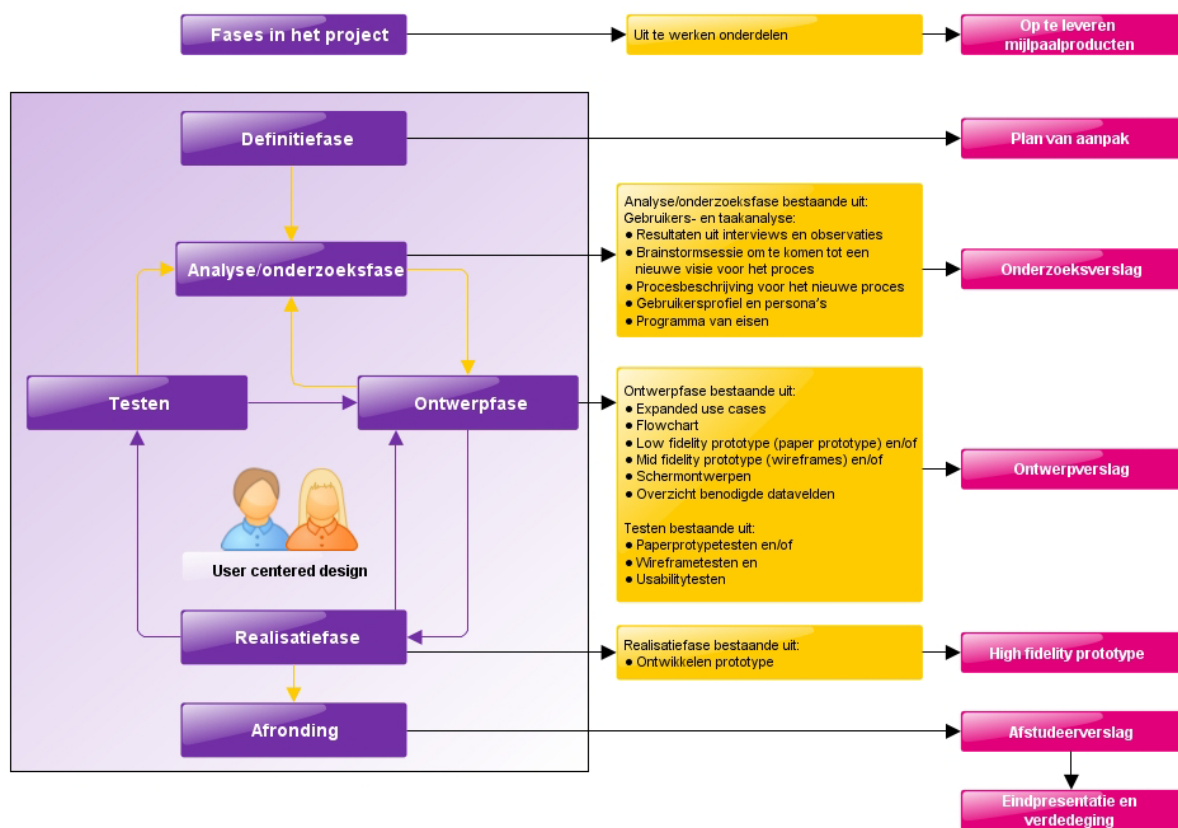 Fases in het project
Uit te werken onderdelen
Op te leveren
mijlpaalproducten
Definitiefase
Plan van aanpak
Analyse/onderzoeksfase
Analyse/onderzoeksfase bestaande uit:
Gebruikers- en taakanalyse:
● Resultaten uit interviews en observaties
● Brainstormsessie om te komen tot een
nieuwe visie voor het proces
● Procesbeschrijving voor het nieuwe proces
● Gebruikersprofiel en persona's
● Programma van eisen
Onderzoeksverslag
Testen
Ontwerpfase
Ontwerpfase bestaande uit:
● Expanded use cases
● Flowchart
● Low fidelity prototype (paper prototype) en/of
● Mid fidelity prototype (wireframes) en/of
● Schermontwerpen
● Overzicht benodigde datavelden
Testen bestaande uit:
● Paperprotypetesten en/of
● Wireframetesten en
● Usabilitytesten
Ontwerpverslag
User centered design
Realisatiefase
Realisatiefase bestaande uit:
● Ontwikkelen prototype
High fidelity prototype
Afronding
Afstudeerverslag
Eindpresentatie en
verdedeging